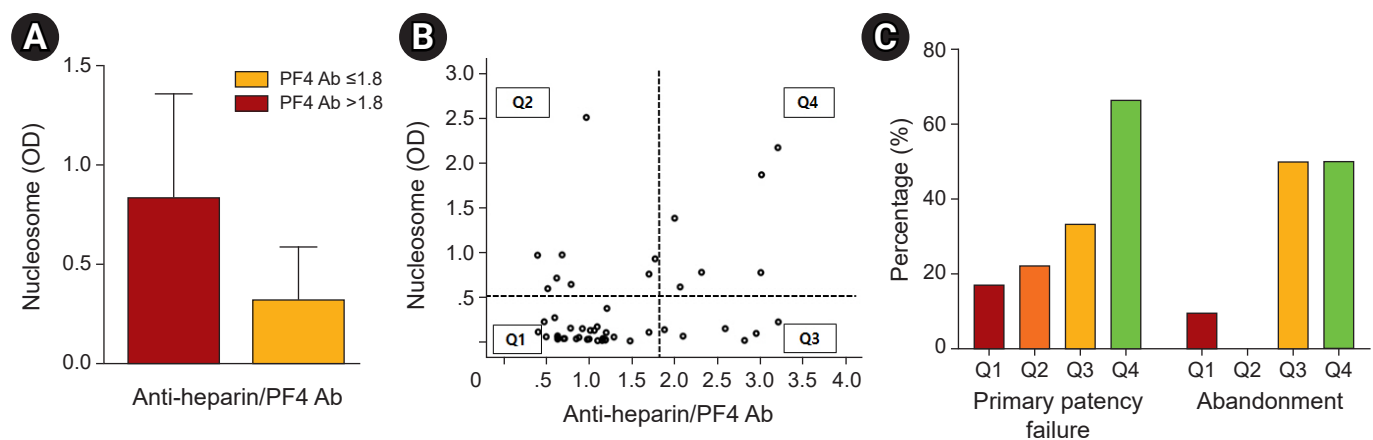 A
1.5
1.0
0.5
0.0
Nucleosome (OD)
PF4 Ab ≤1.8
PF4 Ab >1.8
Anti-heparin/PF4 Ab
B
3.0
2.5
2.0
1.5
1.0
.5
Nucleosome (OD)
Q2
Q4
Q1
Q3
0 .5 1.0 1.5 2.0 2.5 3.0 3.5 4.0
Anti-heparin/PF4 Ab
C
80
60
40
20
0
Percentage (%)
Q1 Q2 Q3 Q4 Q1 Q2 Q3 Q4
Primary patency
failure
Abandonment